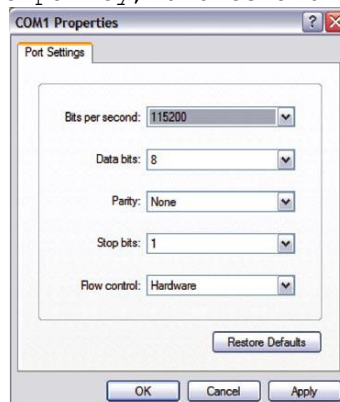 COM1 Properties
Port Settings
Bits per second: 115200
Data bits: 8
Parity: None
Stop bits: 1
Flow control: Hardware
Restore Defaults
OK Cancel Apply